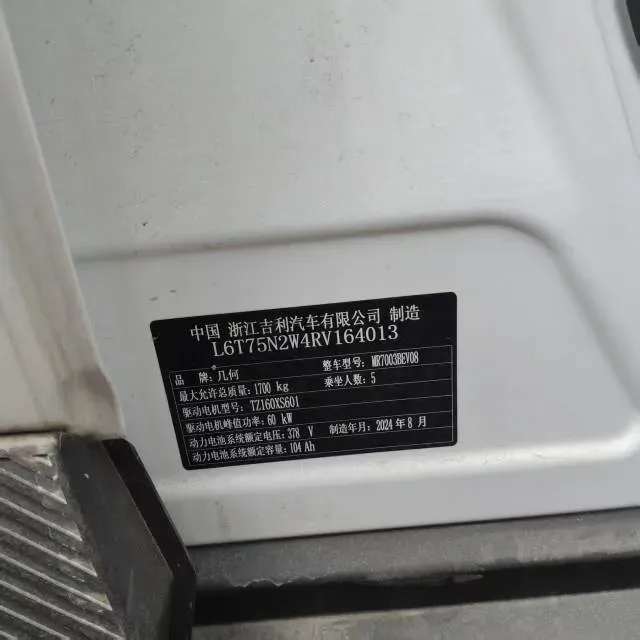 中国 浙江吉利汽车有限公司 制造
L6T75N2W4RV164013
品牌: 几何 整车型号: MR7003BEV08
最大允许总质量: 1700 kg 乘坐人数: 5
驱动电机型号: TZ160XS601
驱动电机峰值功率: 60 kW
动力电池系统额定电压: 378 V 制造年月: 2024 年 8 月
动力电池系统额定容量: 104 Ah